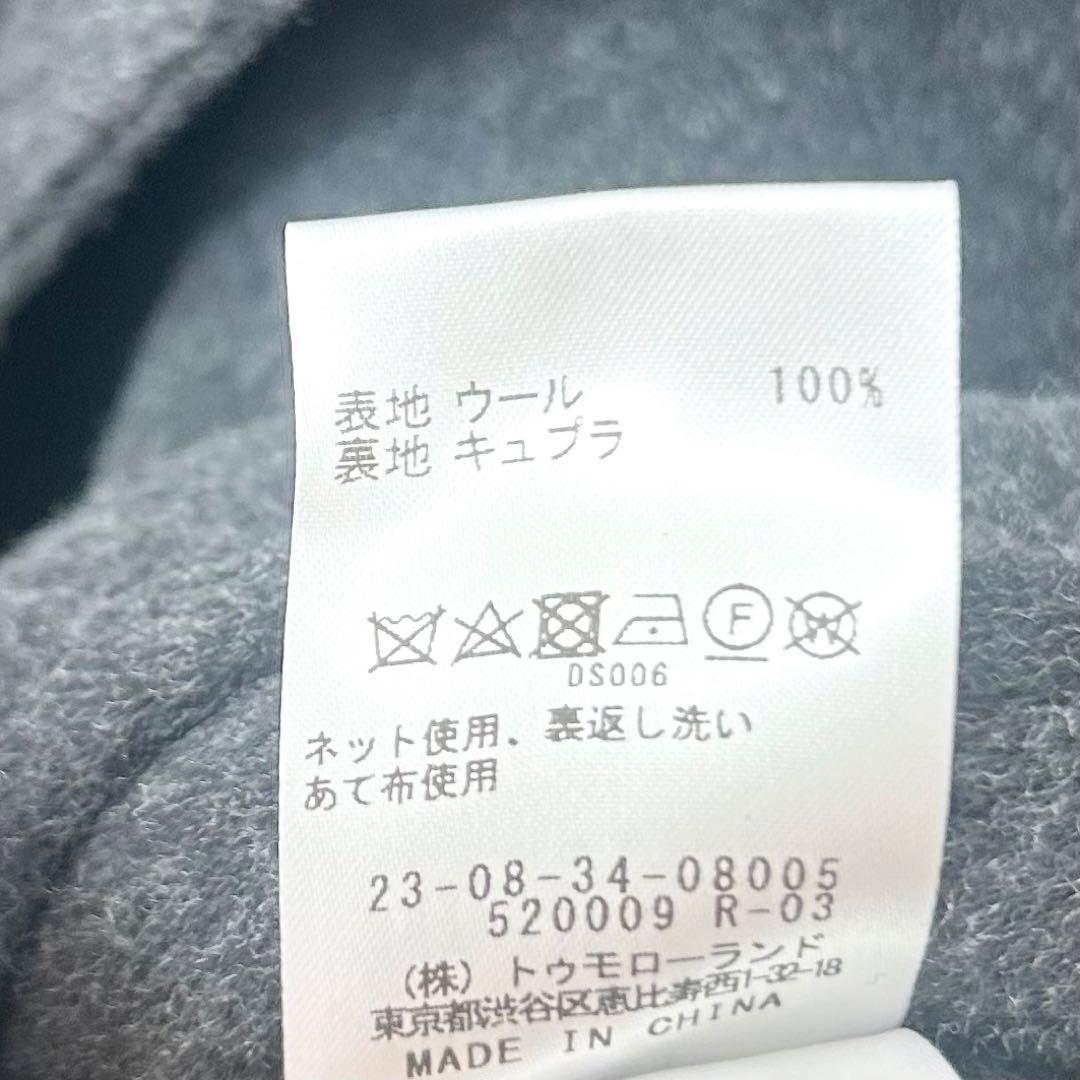 表地 ウール 100%
裏地 キュプラ
F W
DS006
ネット使用、裏返し洗い
あて布使用
23-08-34-08005
520009 R-03
(株) トゥモローランド
東京都渋谷区恵比寿西1-32-18
MADE IN CHINA